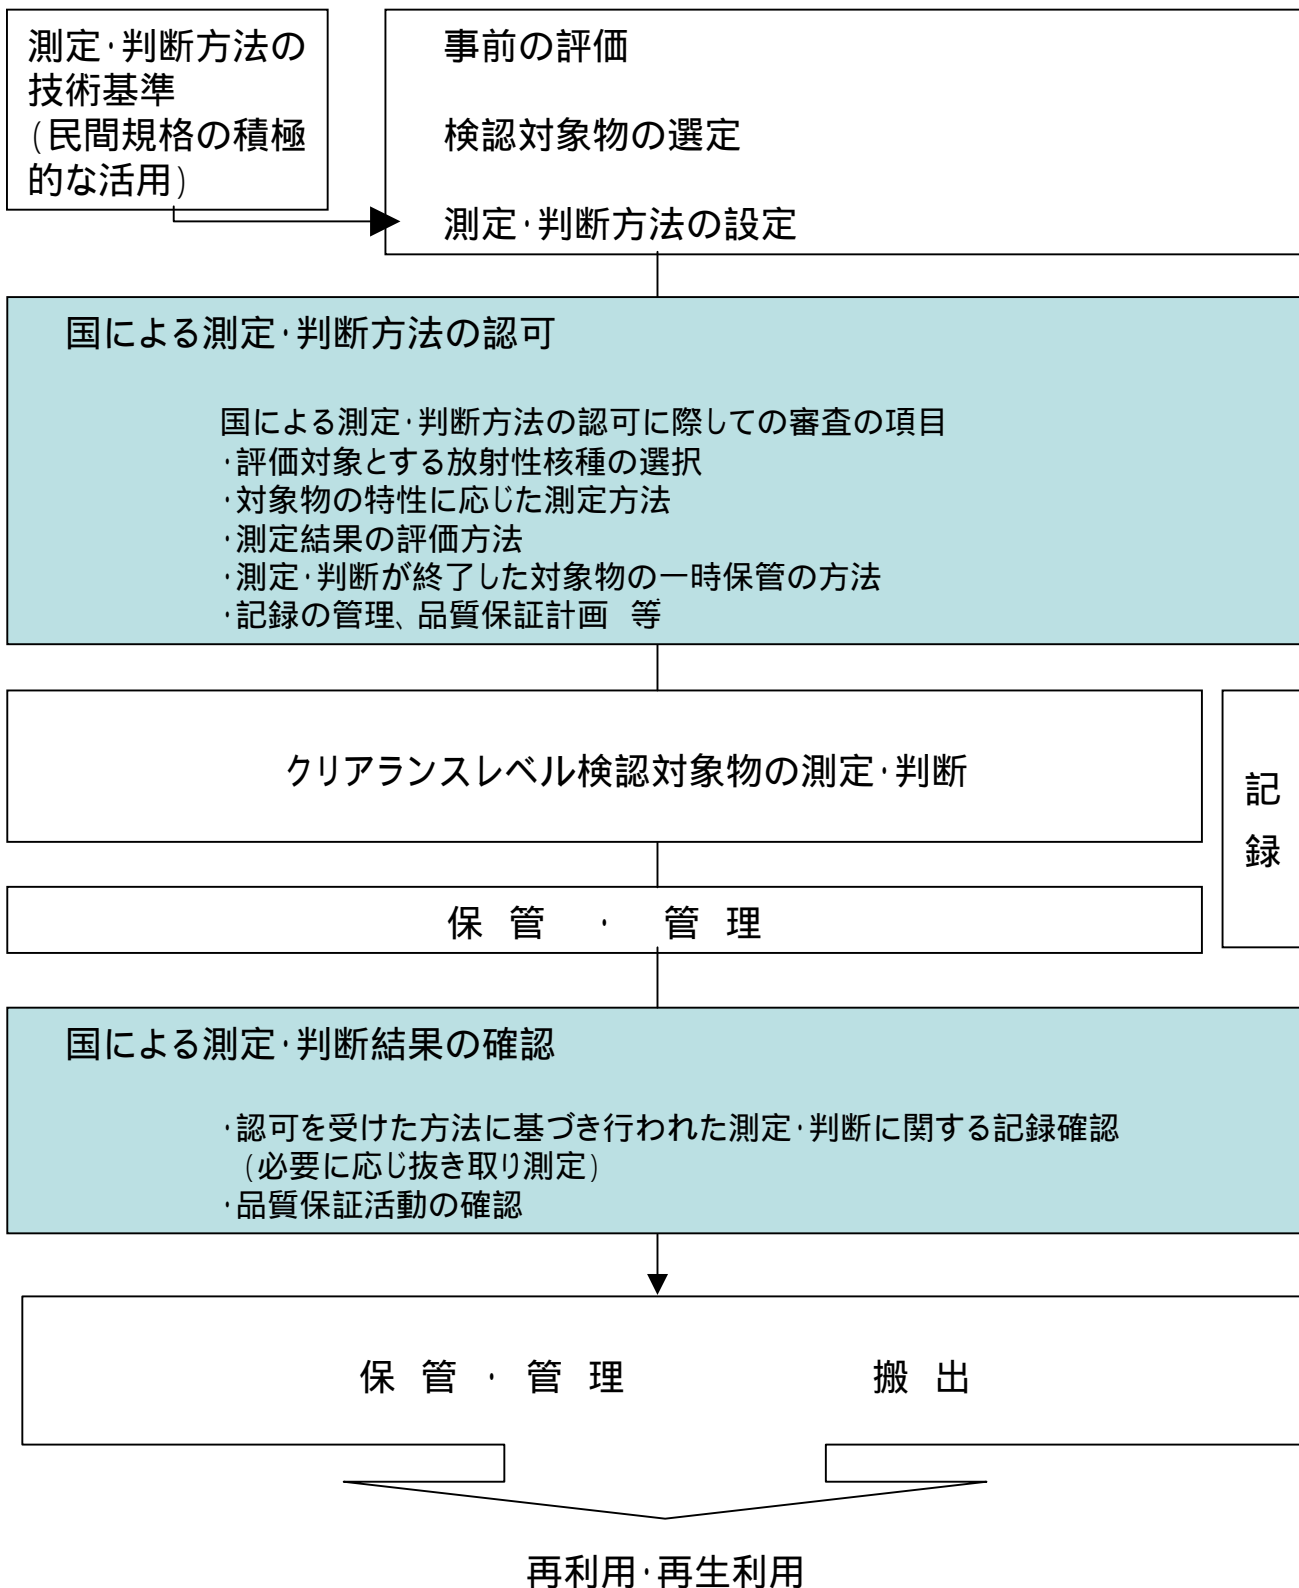 測定・判断方法の
技術基準
(民間規格の積極
的な活用)
事前の評価
検認対象物の選定
測定・判断方法の設定
国による測定・判断方法の認可
国による測定・判断方法の認可に際しての審査の項目
・評価対象とする放射性核種の選択
・対象物の特性に応じた測定方法
・測定結果の評価方法
・測定・判断が終了した対象物の一時保管の方法
・記録の管理、品質保証計画 等
クリアランスレベル検認対象物の測定・判断
記
録
保 管 ・ 管 理
国による測定・判断結果の確認
・認可を受けた方法に基づき行われた測定・判断に関する記録確認
(必要に応じ抜き取り測定)
・品質保証活動の確認
保 管 ・ 管 理 搬 出
再利用・再生利用